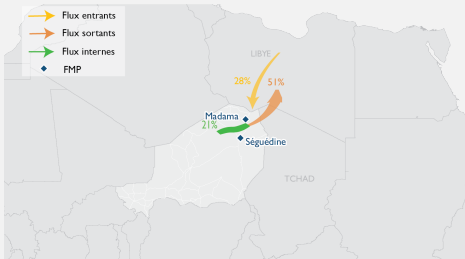 Flux entrants
Flux sortants
Flux internes
FMP
LIBYE
28%
51%
Madama
21%
Séguédine
TCHAD